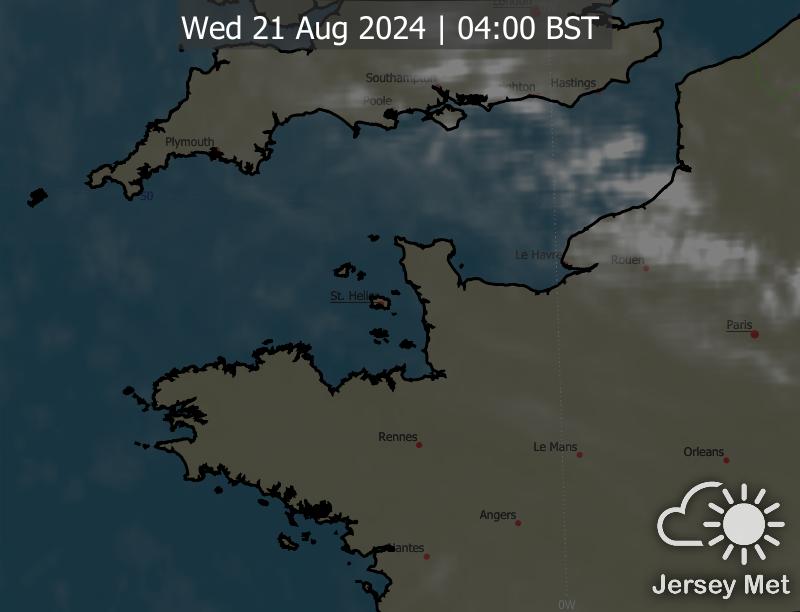 London
Wed 21 Aug 2024 | 04:00 BST
Southampton
Hastings
Poole
Plymouth
50
Le Havre
Rouen
St. Helier
Paris
Rennes
Le Mans
Orleans
Angers
Nantes
Jersey Met
0W